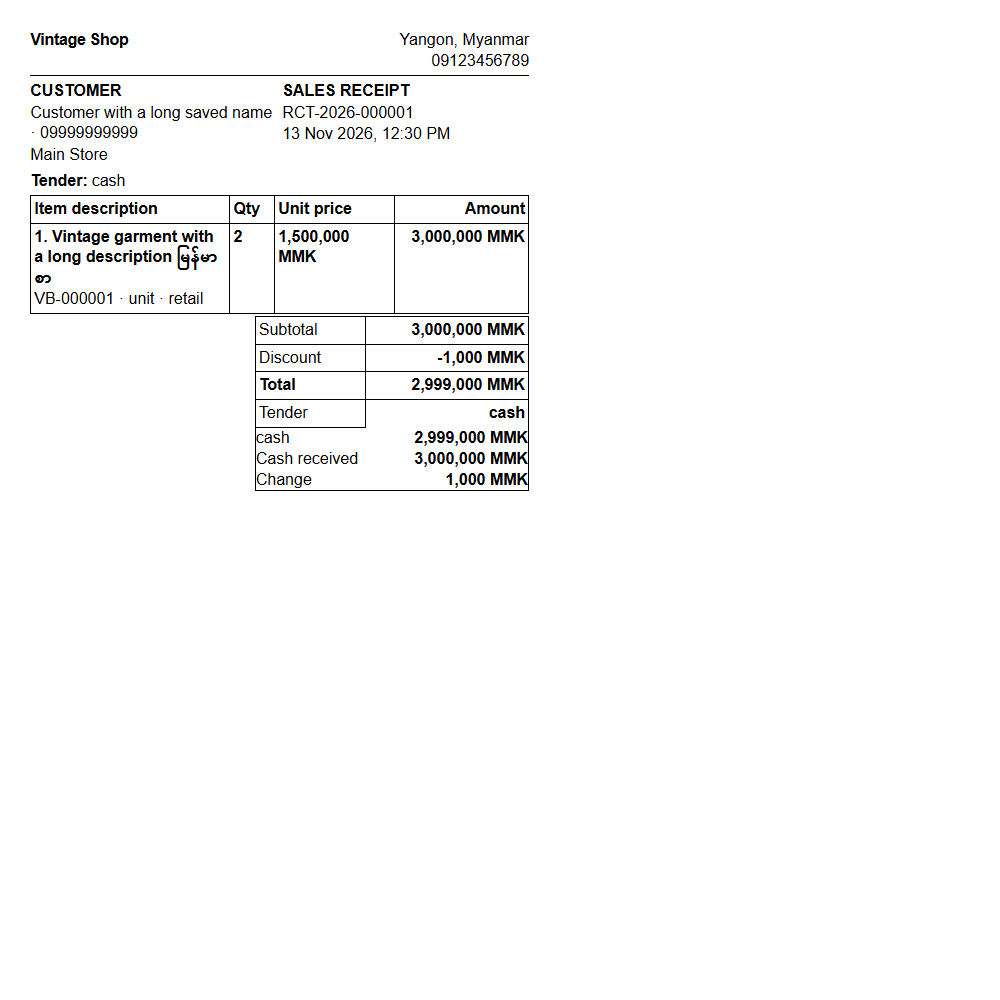 Vintage Shop
Yangon, Myanmar
09123456789
CUSTOMER
Customer with a long saved name
· 09999999999
Main Store
SALES RECEIPT
RCT-2026-000001
13 Nov 2026, 12:30 PM
Tender: cash
Item description Qty Unit price Amount
1. Vintage garment with 2 1,500,000 3,000,000 MMK
a long description မြန်မာ MMK
စာ
VB-000001 · unit · retail
Subtotal 3,000,000 MMK
Discount -1,000 MMK
Total 2,999,000 MMK
Tender cash
cash 2,999,000 MMK
Cash received 3,000,000 MMK
Change 1,000 MMK